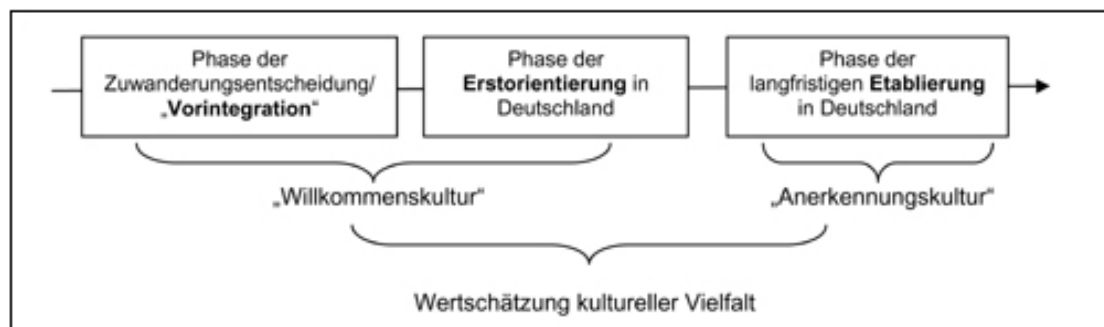 Phase der
Zuwanderungsentscheidung/
„Vorintegration“
Phase der
Erstorientierung in
Deutschland
Phase der
langfristigen Etablierung
in Deutschland
„Willkommenskultur“
„Anerkennungskultur“
Wertschätzung kultureller Vielfalt